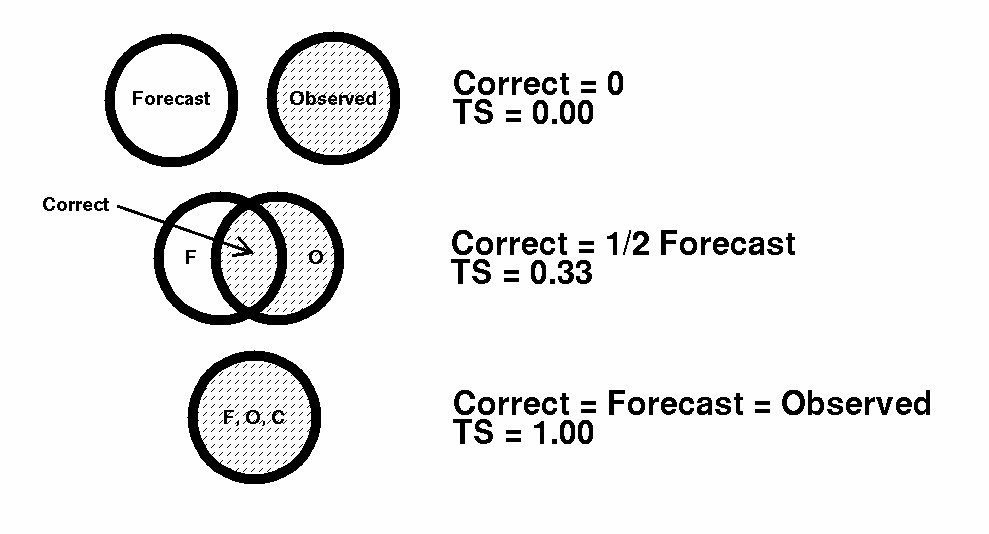 Forecast
Observed
Correct = 0
TS = 0.00
Correct
F
O
Correct = 1/2 Forecast
TS = 0.33
F, O, C
Correct = Forecast = Observed
TS = 1.00